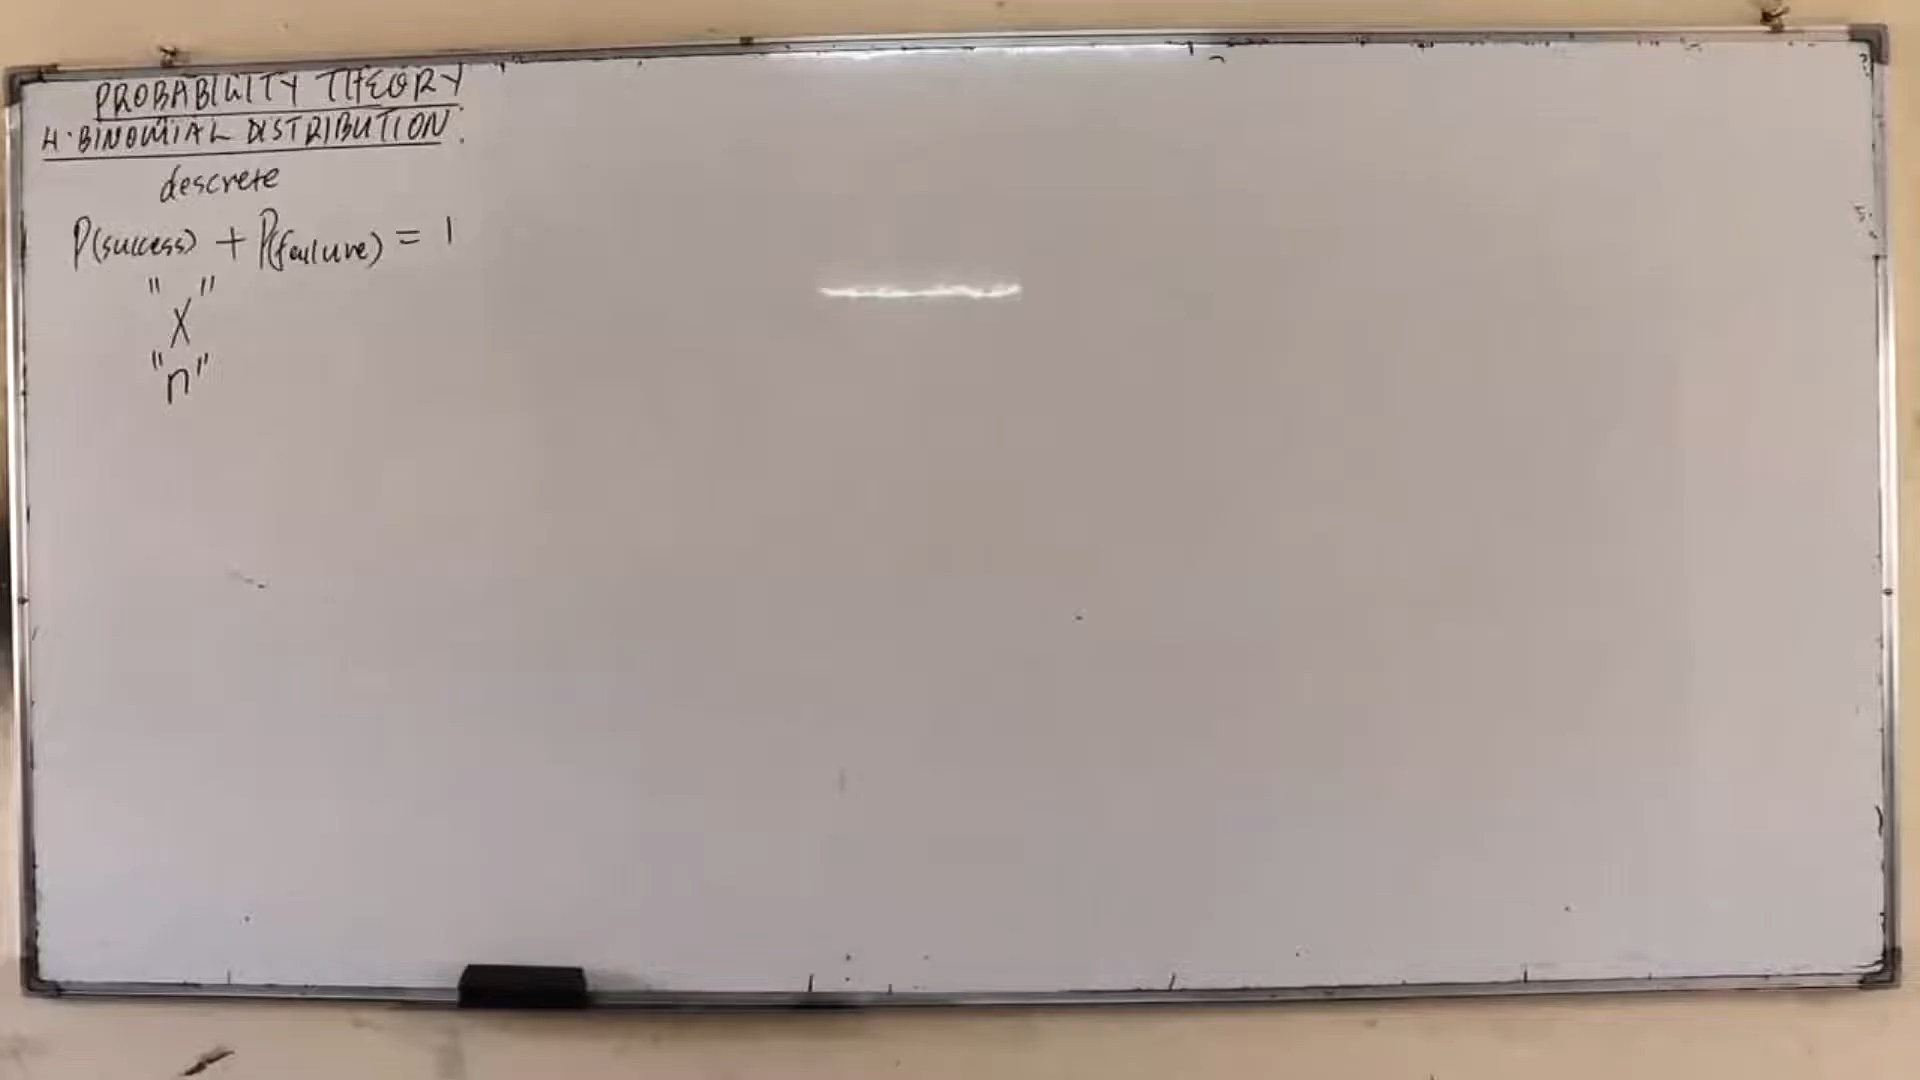 PROBABILITY THEORY
4. BINOMIAL DISTRIBUTION.
descrete
P(success) + P(failure) = 1
"X"
"n"